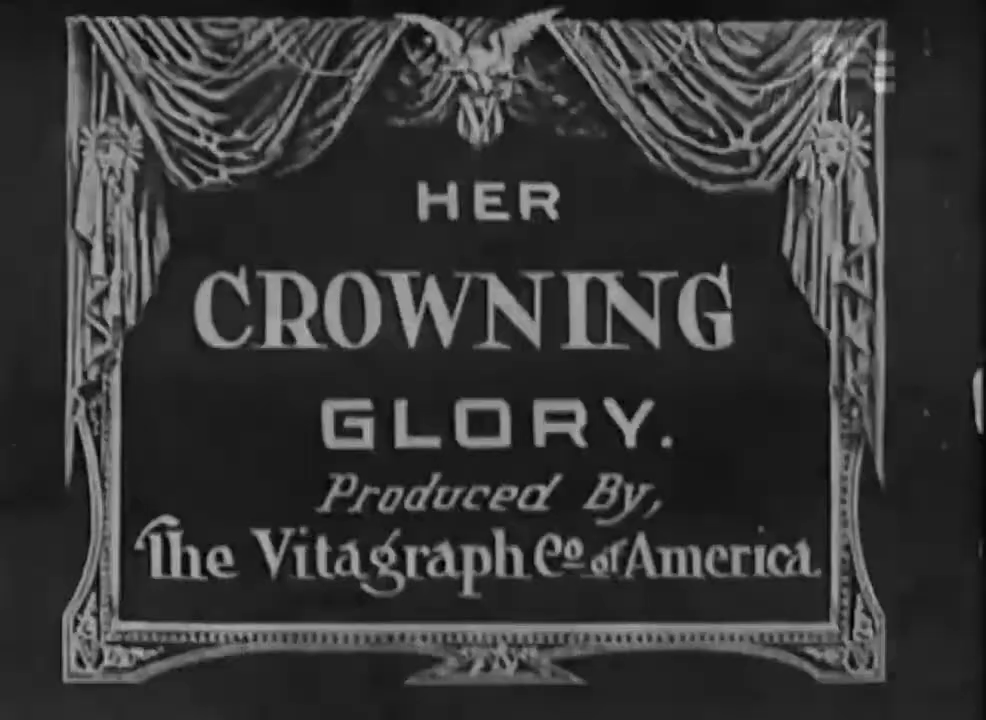 HER
CROWNING
GLORY.
Produced By,
The Vitagraph Co of America